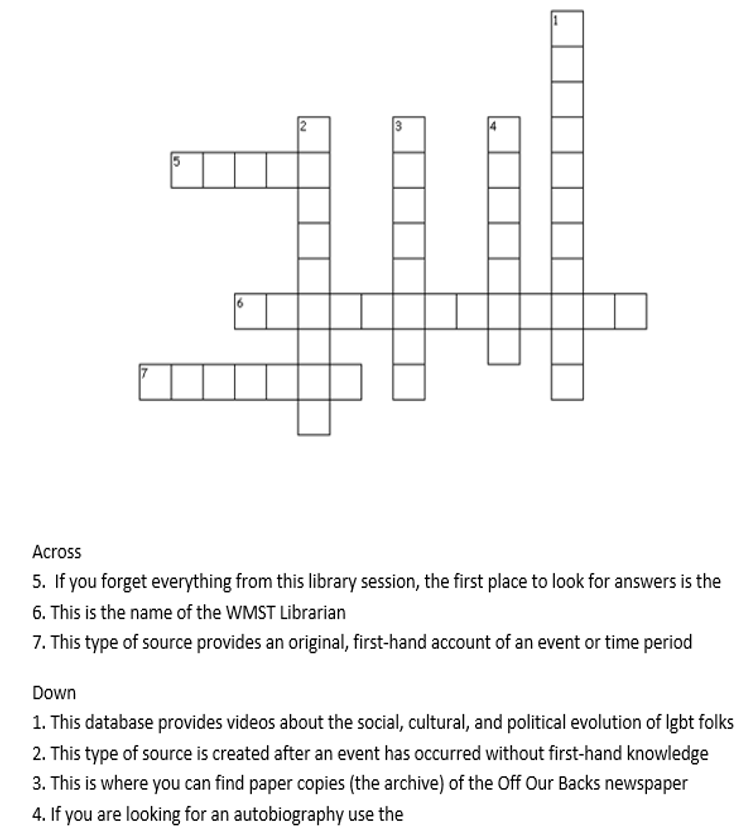 1
2
3
4
5
6
7
Across
5. If you forget everything from this library session, the first place to look for answers is the
6. This is the name of the WMST Librarian
7. This type of source provides an original, first-hand account of an event or time period
Down
1. This database provides videos about the social, cultural, and political evolution of lgbt folks
2. This type of source is created after an event has occurred without first-hand knowledge
3. This is where you can find paper copies (the archive) of the Off Our Backs newspaper
4. If you are looking for an autobiography use the